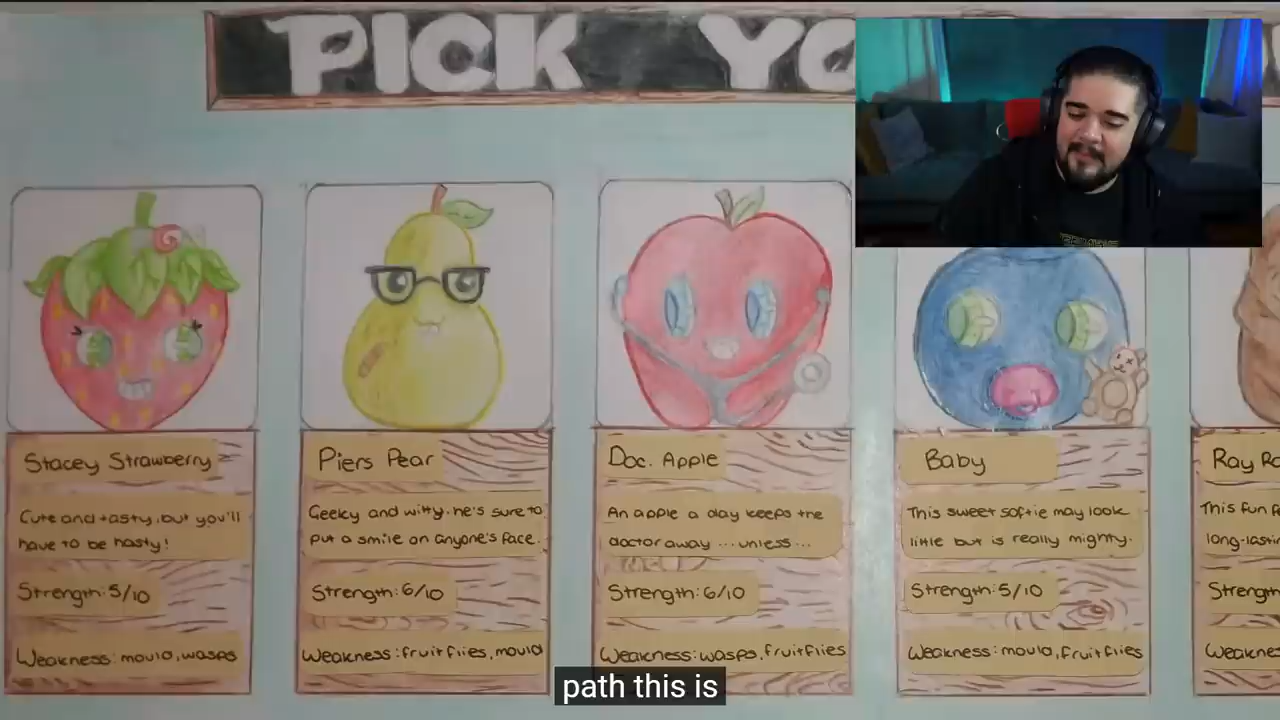 PICK YO
Stacey Strawberry
Cute and tasty, but you'll
have to be hasty!
Strength: 5/10
Weakness: mould, wasps
Piers Pear
Geeky and witty, he's sure to
put a smile on anyone's face.
Strength: 6/10
Weakness: fruit flies, mould
Doc. Apple
An apple a day keeps the
doctor away ... unless ...
Strength: 6/10
Weakness: wasps, fruit flies
Baby
This sweet softie may look
little but is really mighty.
Strength: 5/10
Weakness: mould, fruit flies
Ray Ra
This fun f
long-lasti
Strength
Weakne
path this is